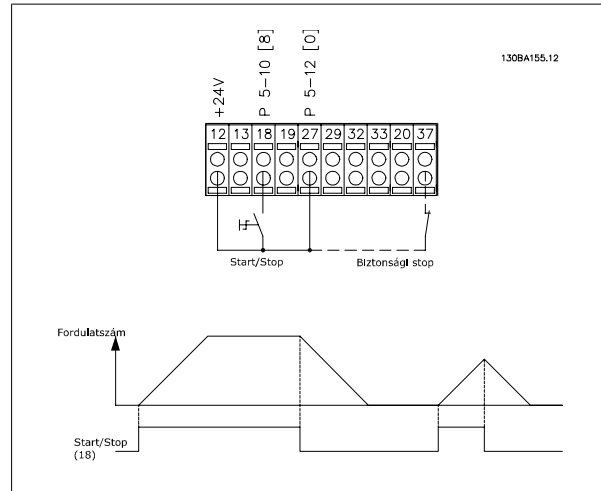 130BA155.12
+24V
P 5-10 [8]
P 5-12 [0]
12 13 18 19 27 29 32 33 20 37
Start/Stop
Biztonsági stop
Fordulatszám
Start/Stop
(18)